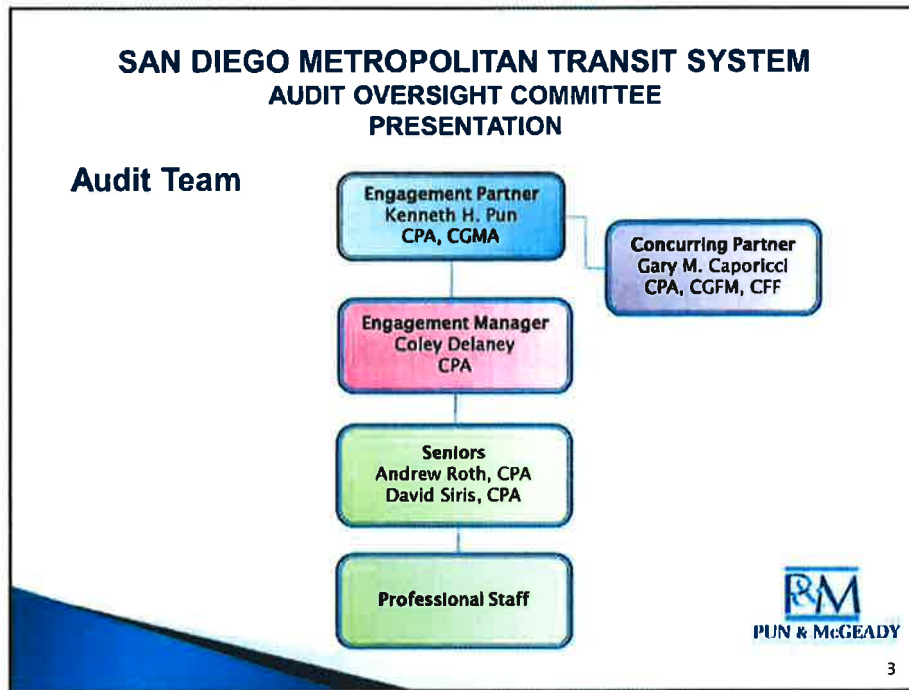 SAN DIEGO METROPOLITAN TRANSIT SYSTEM
AUDIT OVERSIGHT COMMITTEE
PRESENTATION
Audit Team
Engagement Partner
Kenneth H. Pun
CPA, CGMA
Concurring Partner
Gary M. Caporicci
CPA, CGFM, CFF
Engagement Manager
Coley Delaney
CPA
Seniors
Andrew Roth, CPA
David Siris, CPA
Professional Staff
P&M
PUN & McGEADY
3